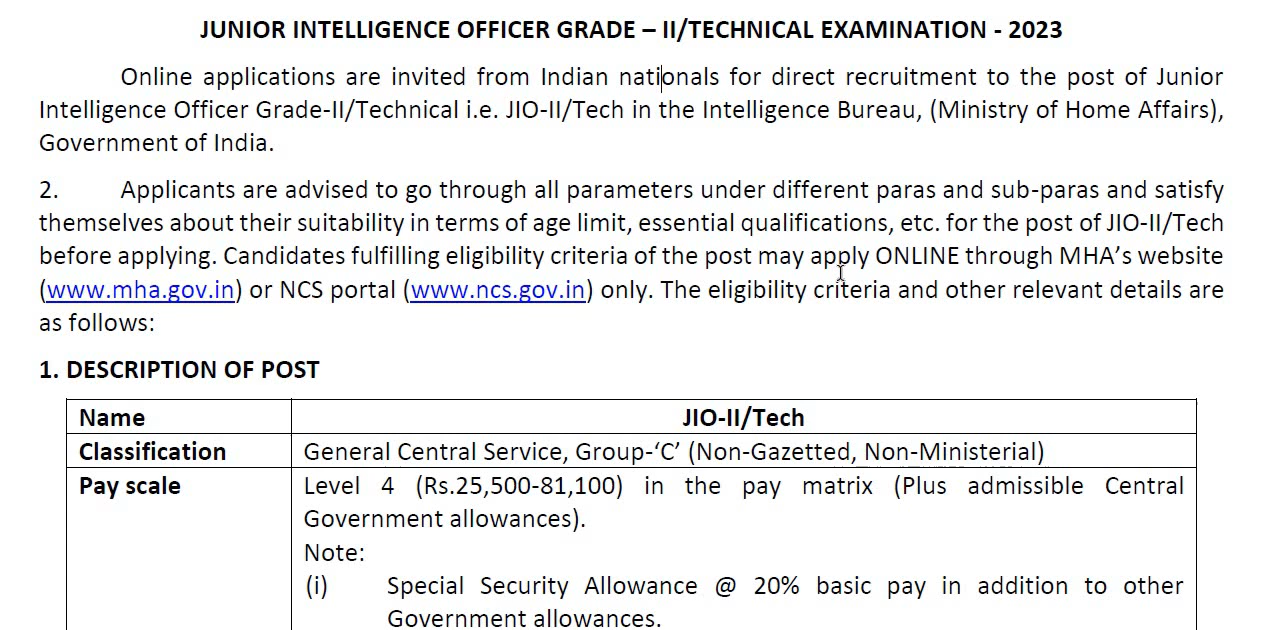 JUNIOR INTELLIGENCE OFFICER GRADE – II/TECHNICAL EXAMINATION - 2023
Online applications are invited from Indian nationals for direct recruitment to the post of Junior
Intelligence Officer Grade-II/Technical i.e. JIO-II/Tech in the Intelligence Bureau, (Ministry of Home Affairs),
Government of India.
2. Applicants are advised to go through all parameters under different paras and sub-paras and satisfy
themselves about their suitability in terms of age limit, essential qualifications, etc. for the post of JIO-II/Tech
before applying. Candidates fulfilling eligibility criteria of the post may apply ONLINE through MHA’s website
(www.mha.gov.in) or NCS portal (www.ncs.gov.in) only. The eligibility criteria and other relevant details are
as follows:
1. DESCRIPTION OF POST
Name JIO-II/Tech
Classification General Central Service, Group-‘C’ (Non-Gazetted, Non-Ministerial)
Pay scale Level 4 (Rs.25,500-81,100) in the pay matrix (Plus admissible Central
Government allowances).
Note:
(i) Special Security Allowance @ 20% basic pay in addition to other
Government allowances.